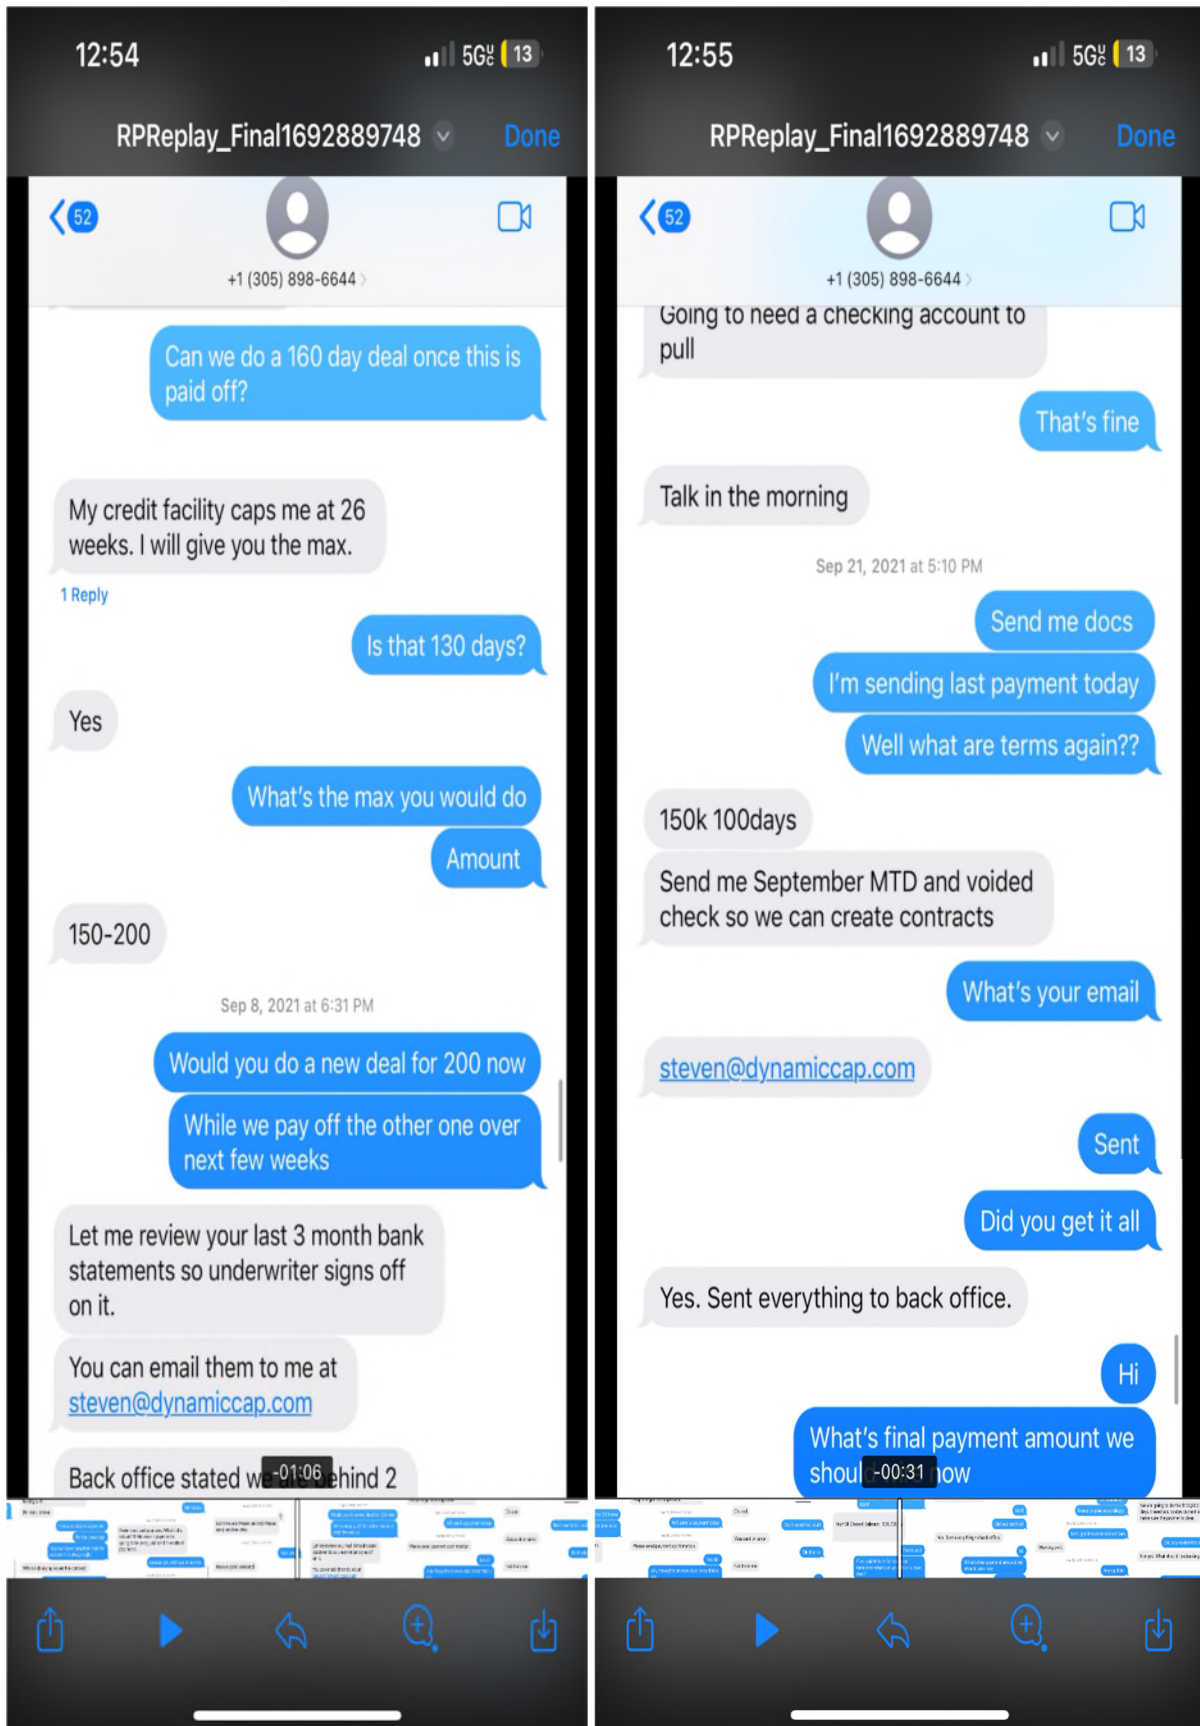 12:54
5G
13
RPReplay_Final1692889748
Done
52
+1 (305) 898-6644
Can we do a 160 day deal once this is
paid off?
My credit facility caps me at 26
weeks. I will give you the max.
1 Reply
Is that 130 days?
Yes
What's the max you would do
Amount
150-200
Sep 8, 2021 at 6:31 PM
Would you do a new deal for 200 now
While we pay off the other one over
next few weeks
Let me review your last 3 month bank
statements so underwriter signs off
on it.
You can email them to me at
steven@dynamiccap.com
Back office stated we are behind 2
-01:06
12:55
5G
13
RPReplay_Final1692889748
Done
52
+1 (305) 898-6644
Going to need a checking account to
pull
That's fine
Talk in the morning
Sep 21, 2021 at 5:10 PM
Send me docs
I'm sending last payment today
Well what are terms again??
150k 100days
Send me September MTD and voided
check so we can create contracts
What's your email
steven@dynamiccap.com
Sent
Did you get it all
Yes. Sent everything to back office.
Hi
What's final payment amount we
should now
-00:31